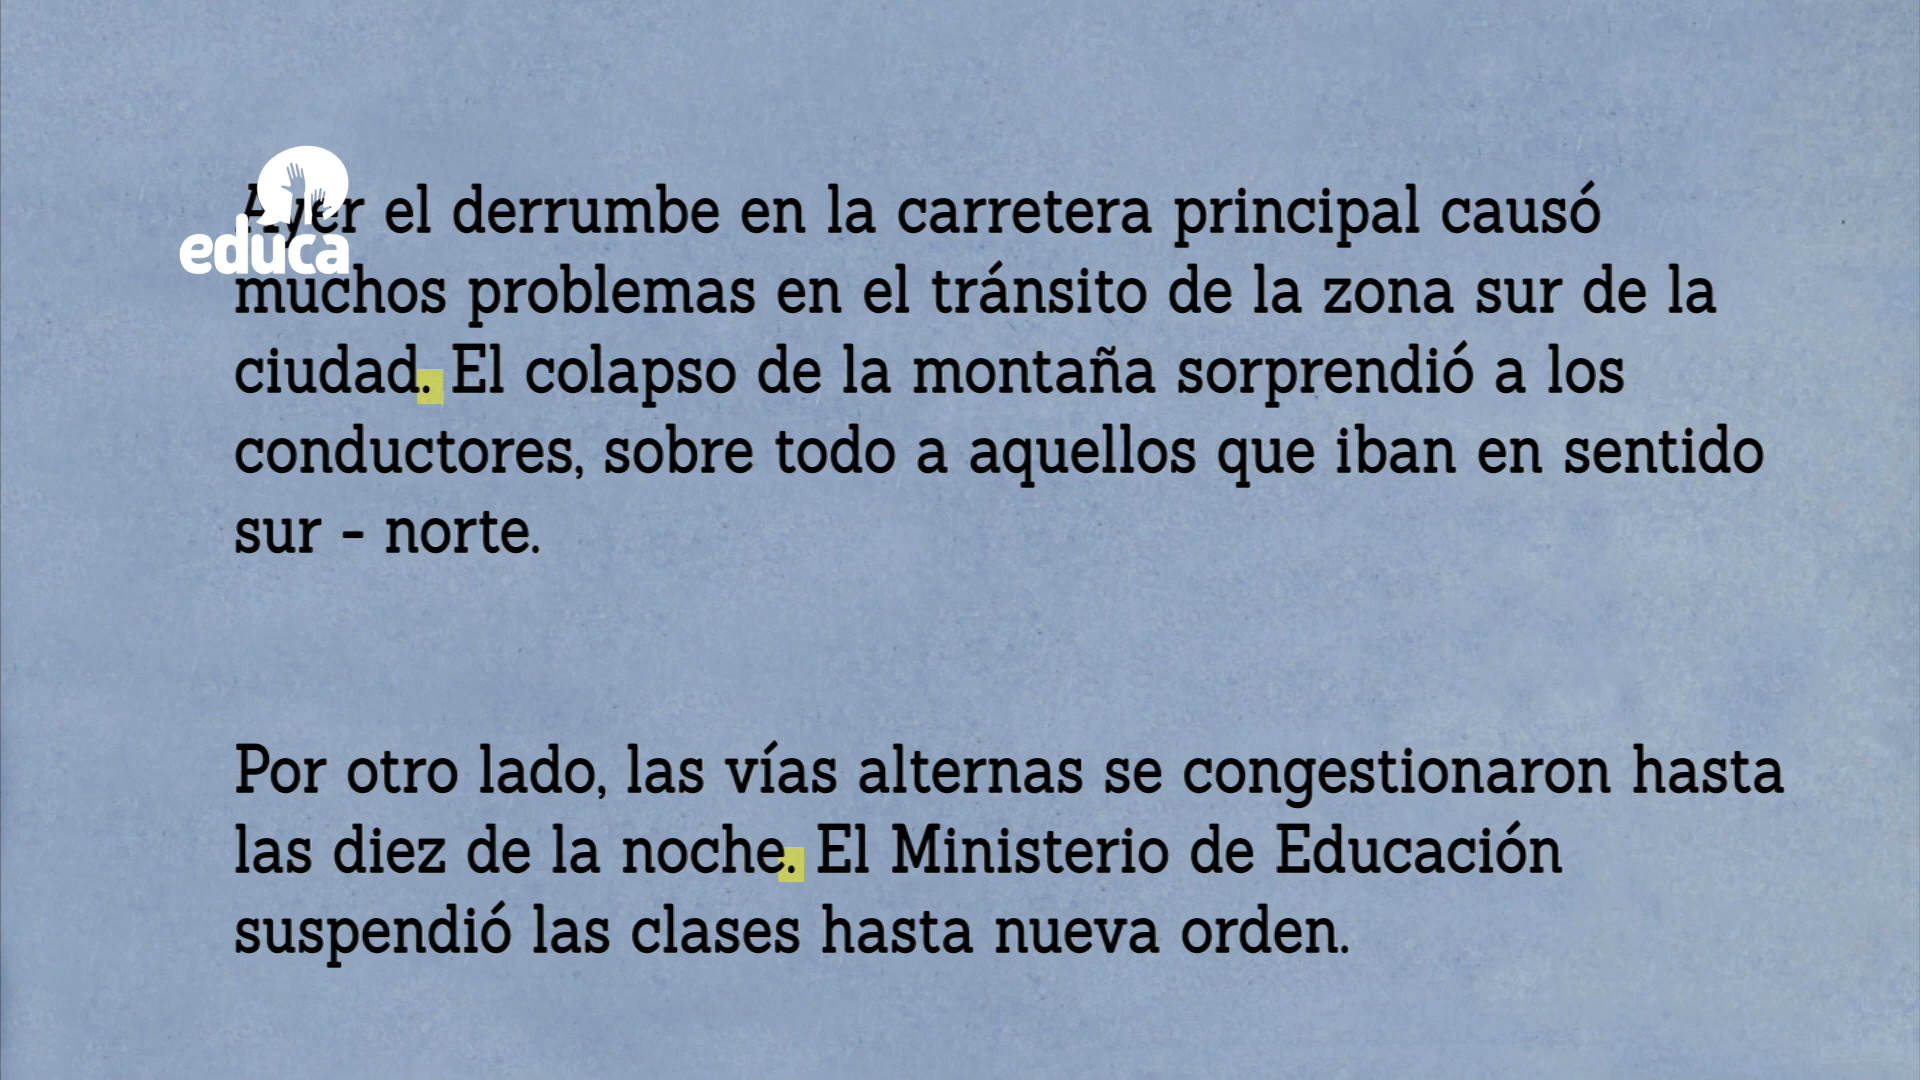 educa
Ayer el derrumbe en la carretera principal causó
muchos problemas en el tránsito de la zona sur de la
ciudad. El colapso de la montaña sorprendió a los
conductores, sobre todo a aquellos que iban en sentido
sur - norte.
Por otro lado, las vías alternas se congestionaron hasta
las diez de la noche. El Ministerio de Educación
suspendió las clases hasta nueva orden.